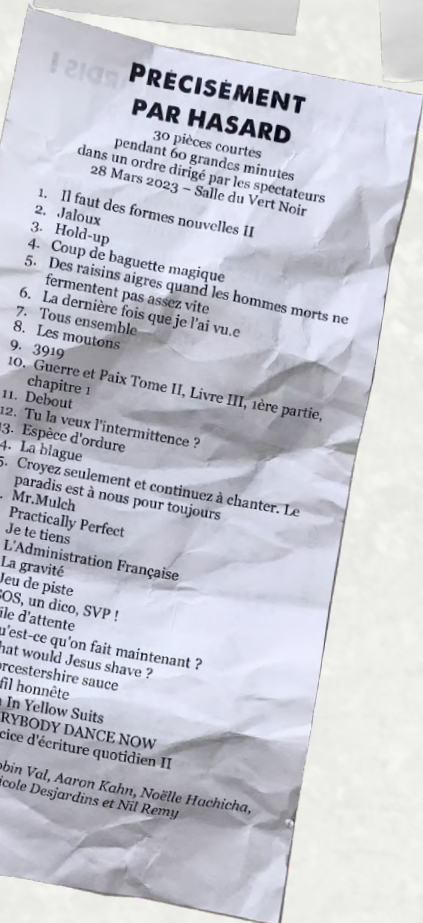 PRÉCISÉMENT
PAR HASARD
30 pièces courtes
pendant 60 grandes minutes
dans un ordre dirigé par les spectateurs
28 Mars 2023 – Salle du Vert Noir
1. Il faut des formes nouvelles II
2. Jaloux
3. Hold-up
4. Coup de baguette magique
5. Des raisins aigres quand les hommes morts ne
fermentent pas assez vite
6. La dernière fois que je l'ai vu.e
7. Tous ensemble
8. Les moutons
9. 3919
10. Guerre et Paix Tome II, Livre III, 1ère partie,
chapitre 1
11. Debout
12. Tu la veux l'intermittence ?
13. Espèce d'ordure
4. La blague
5. Croyez seulement et continuez à chanter. Le
paradis est à nous pour toujours
. Mr.Mulch
Practically Perfect
Je te tiens
L'Administration Française
La gravité
Jeu de piste
SOS, un dico, SVP !
file d'attente
u'est-ce qu'on fait maintenant ?
hat would Jesus shave ?
orcestershire sauce
fil honnête
In Yellow Suits
RYBODY DANCE NOW
cice d'écriture quotidien II
obin Val, Aaron Kahn, Noëlle Hachicha,
icole Desjardins et Nil Remy